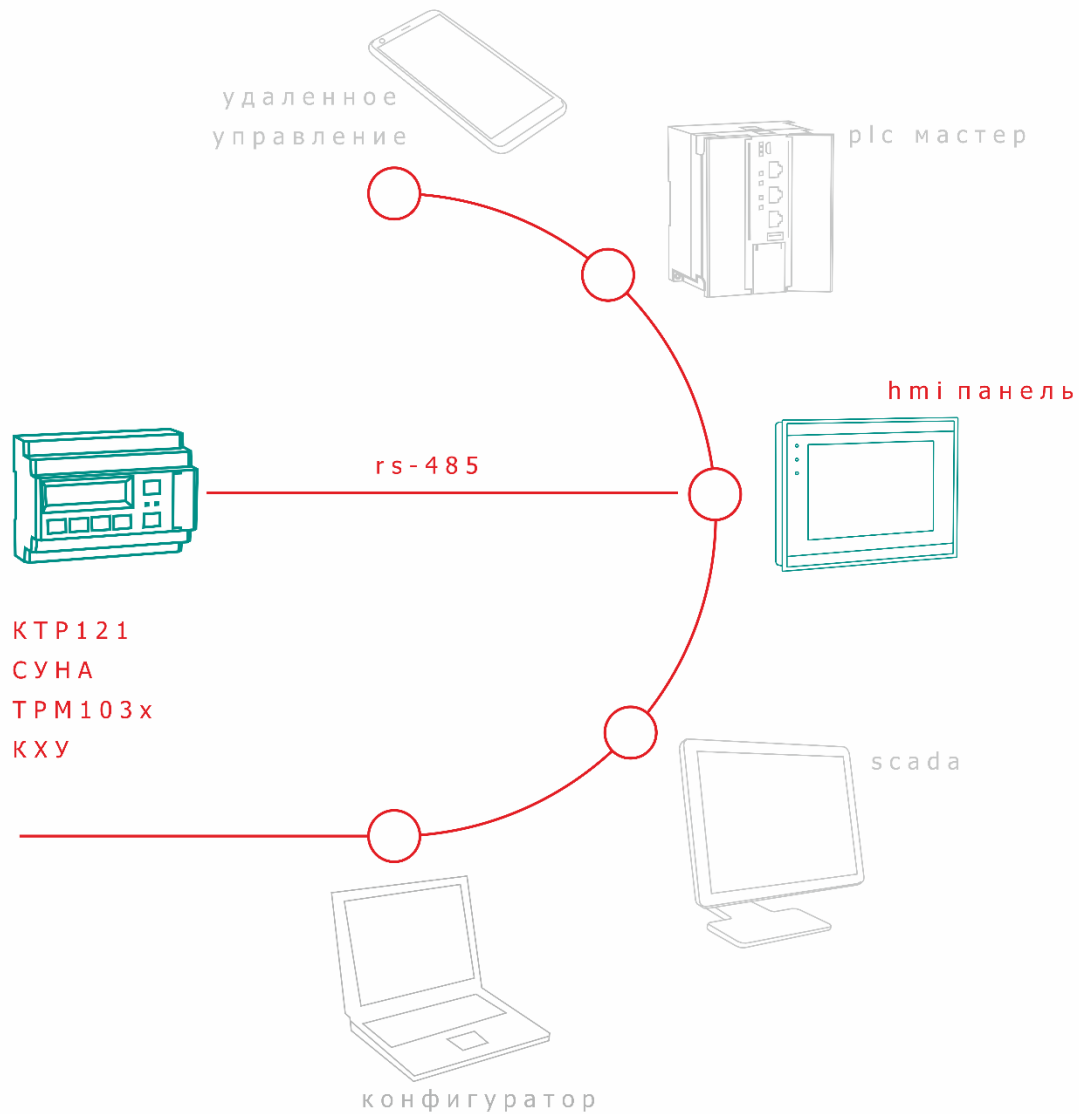 удаленное
управление
plc мастер
hmi панель
rs-485
КТР121
СУНА
ТРМ103х
КХУ
scada
конфигуратор